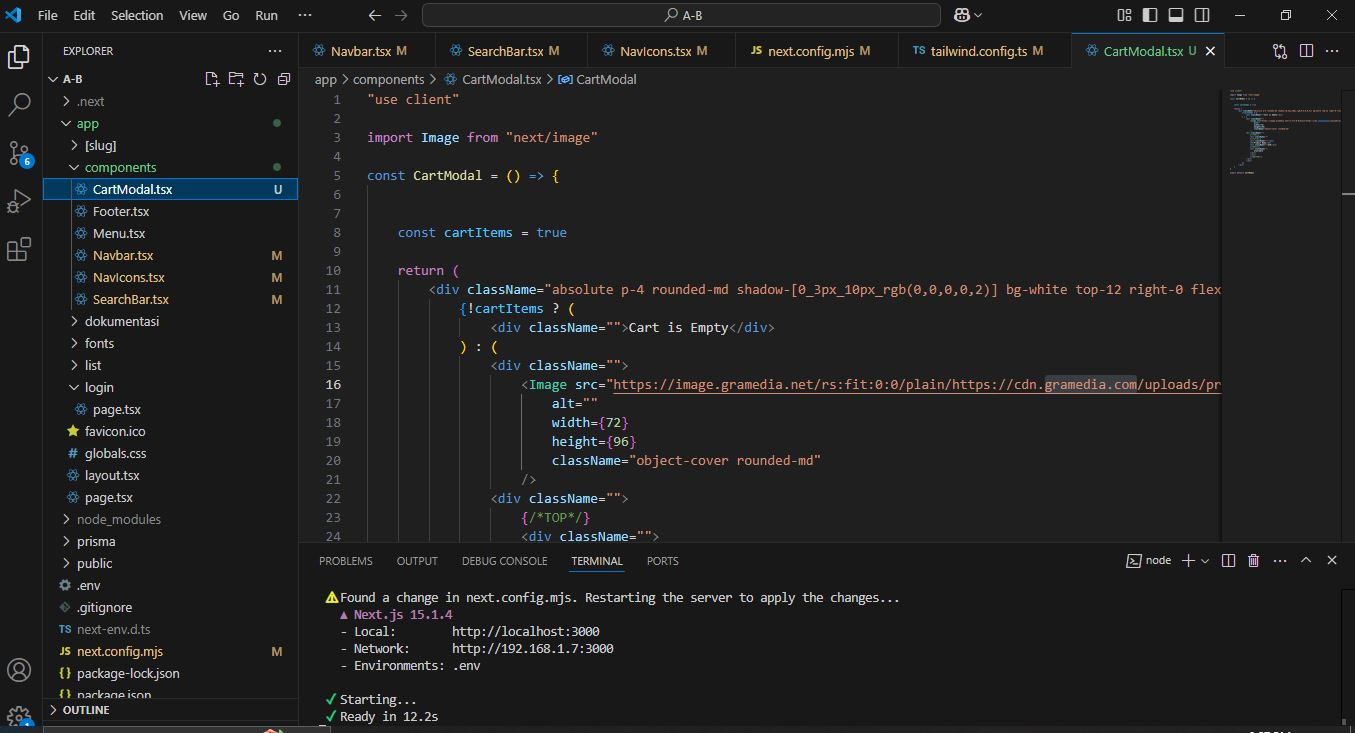 File Edit Selection View Go Run ···
A-B
EXPLORER
A-B
.next
app
[slug]
components
CartModal.tsx U
Footer.tsx
Menu.tsx
Navbar.tsx M
NavIcons.tsx M
SearchBar.tsx M
dokumentasi
fonts
list
login
page.tsx
favicon.ico
# globals.css
layout.tsx
page.tsx
node_modules
prisma
public
.env
.gitignore
TS next-env.d.ts
JS next.config.mjs M
{} package-lock.json
{} package.json
OUTLINE
6
1
Navbar.tsx M
SearchBar.tsx M
NavIcons.tsx M
JS next.config.mjs M
TS tailwind.config.ts M
CartModal.tsx U
app > components > CartModal.tsx > CartModal
1 "use client"
2
3 import Image from "next/image"
4
5 const CartModal = () => {
6
7
8 const cartItems = true
9
10 return (
11 <div className="absolute p-4 rounded-md shadow-[0_3px_10px_rgb(0,0,0,0,2)] bg-white top-12 right-0 flex
12 {!cartItems ? (
13 <div className="">Cart is Empty</div>
14 ) : (
15 <div className="">
16 <Image src="https://image.gramedia.net/rs:fit:0:0/plain/https://cdn.gramedia.com/uploads/pr
17 alt=""
18 width={72}
19 height={96}
20 className="object-cover rounded-md"
21 />
22 <div className="">
23 {/*TOP*/}
24 <div className="">
PROBLEMS OUTPUT DEBUG CONSOLE TERMINAL PORTS
node
Found a change in next.config.mjs. Restarting the server to apply the changes...
▲ Next.js 15.1.4
- Local: http://localhost:3000
- Network: http://192.168.1.7:3000
- Environments: .env
✓ Starting...
✓ Ready in 12.2s